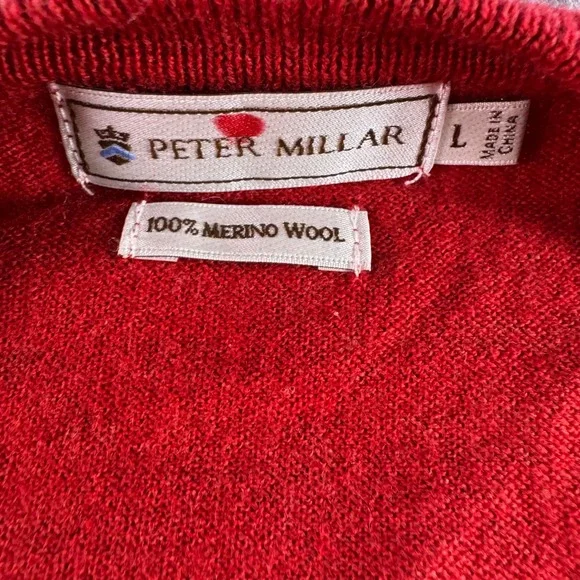 PETER MILLAR
L
MADE IN
CHINA
100% MERINO WOOL